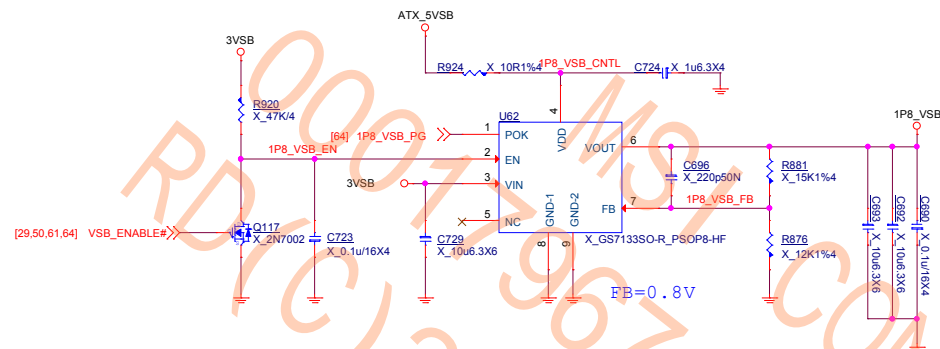 ATX_5VSB
3VSB
R924
X_10R1%4
1P8_VSB_CNTL
C724
X_1u6.3X4
R920
X_47K/4
U62
4
VDD
[64] 1P8_VSB_PG
1
POK
VOUT
6
1P8_VSB
1P8_VSB_EN
2
EN
C696
X_220p50N
R881
X_15K1%4
3VSB
3
VIN
1P8_VSB_FB
5
NC
GND-1
GND-2
FB
7
8
9
X_GS7133SO-R_PSOP8-HF
[29,50,61,64] VSB_ENABLE#
Q117
X_2N7002
C723
X_0.1u/16X4
C729
X_10u6.3X6
R876
X_12K1%4
C693
X_10u6.3X6
C692
X_10u6.3X6
C690
X_0.1u/16X4
FB=0.8V
MSI